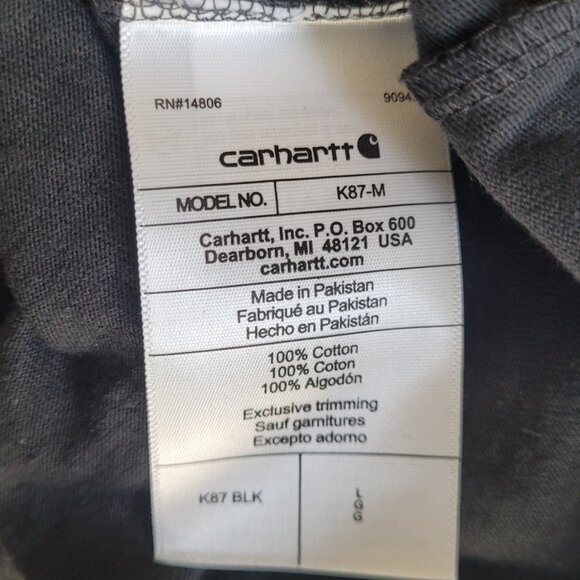 RN#14806
carhartt
MODEL NO. K87-M
Carhartt, Inc. P.O. Box 600
Dearborn, MI 48121 USA
carhartt.com
Made in Pakistan
Fabriqué au Pakistan
Hecho en Pakistán
100% Cotton
100% Coton
100% Algodón
Exclusive trimming
Sauf garnitures
Excepto adorno
K87 BLK
L
G
G